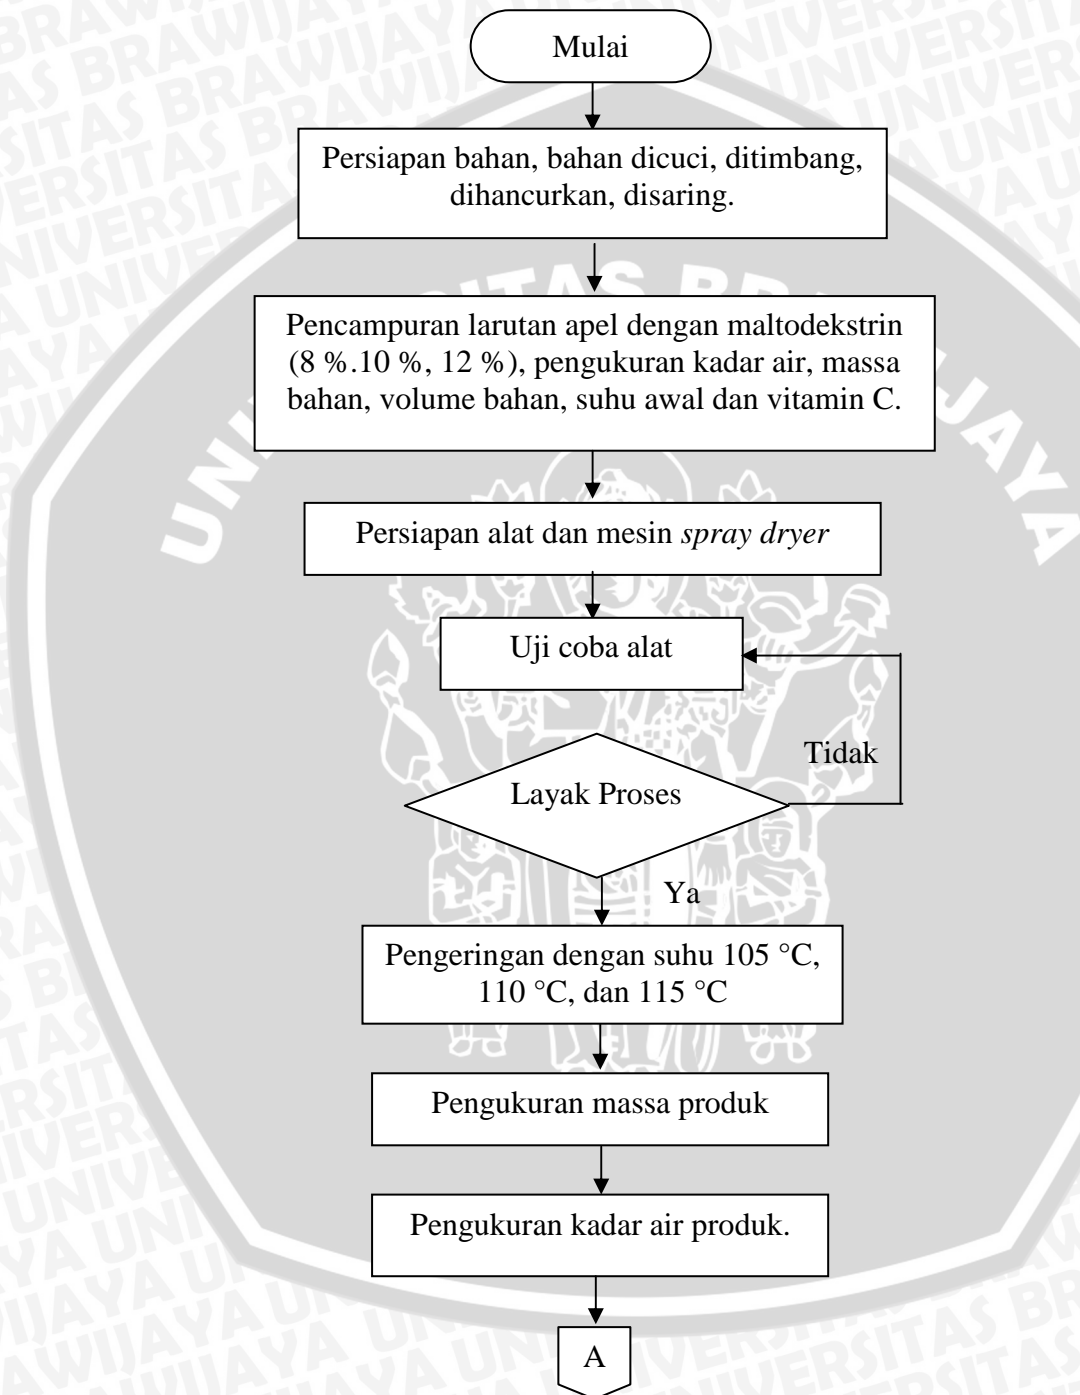 Mulai
Persiapan bahan, bahan dicuci, ditimbang,
dihancurkan, disaring.
Pencampuran larutan apel dengan maltodekstrin
(8 %.10 %, 12 %), pengukuran kadar air, massa
bahan, volume bahan, suhu awal dan vitamin C.
Persiapan alat dan mesin spray dryer
Uji coba alat
Tidak
Layak Proses
Ya
Pengeringan dengan suhu 105 °C,
110 °C, dan 115 °C
Pengukuran massa produk
Pengukuran kadar air produk.
A